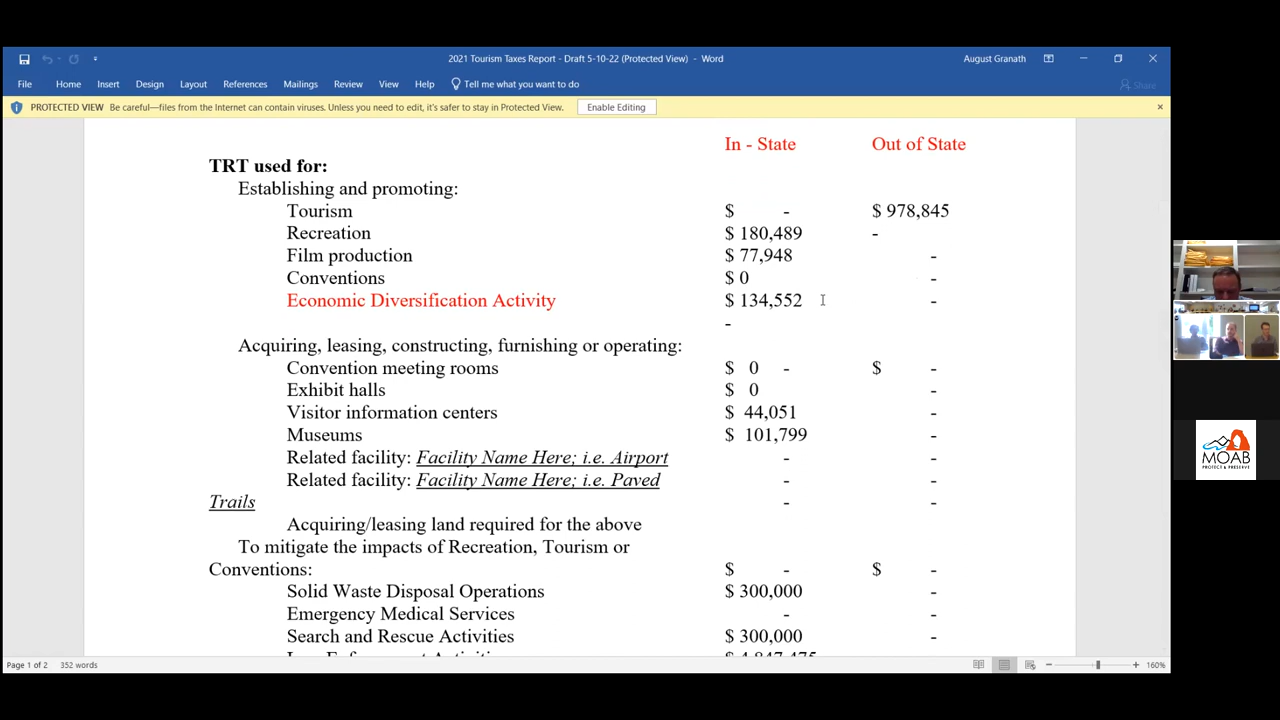 2021 Tourism Taxes Report - Draft 5-10-22 (Protected View) - Word August Granath
File Home Insert Design Layout References Mailings Review View Help Tell me what you want to do Share
PROTECTED VIEW Be careful—files from the Internet can contain viruses. Unless you need to edit, it's safer to stay in Protected View. Enable Editing
In - State Out of State
TRT used for:
Establishing and promoting:
Tourism $ - $ 978,845
Recreation $ 180,489 -
Film production $ 77,948 -
Conventions $ 0 -
Economic Diversification Activity $ 134,552 -
-
Acquiring, leasing, constructing, furnishing or operating:
Convention meeting rooms $ 0 - $ -
Exhibit halls $ 0 -
Visitor information centers $ 44,051 -
Museums $ 101,799 -
Related facility: Facility Name Here; i.e. Airport - -
Related facility: Facility Name Here; i.e. Paved - -
Trails - -
Acquiring/leasing land required for the above
To mitigate the impacts of Recreation, Tourism or
Conventions: $ - $ -
Solid Waste Disposal Operations $ 300,000 -
Emergency Medical Services - -
Search and Rescue Activities $ 300,000 -
Page 1 of 2 352 words 160%
MOAB
PROTECT & PRESERVE